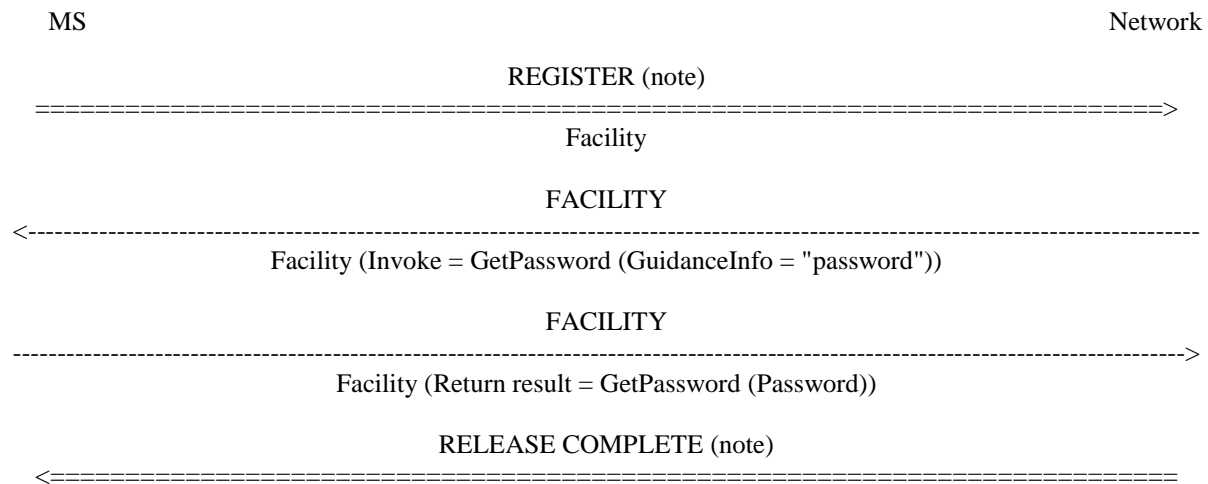 MS Network
REGISTER (note)
===========================================================================>
Facility
FACILITY
<------------------------------------------------------------------------------------------------------------------------------------
Facility (Invoke = GetPassword (GuidanceInfo = "password"))
FACILITY
------------------------------------------------------------------------------------------------------------------------------------>
Facility (Return result = GetPassword (Password))
RELEASE COMPLETE (note)
<===========================================================================